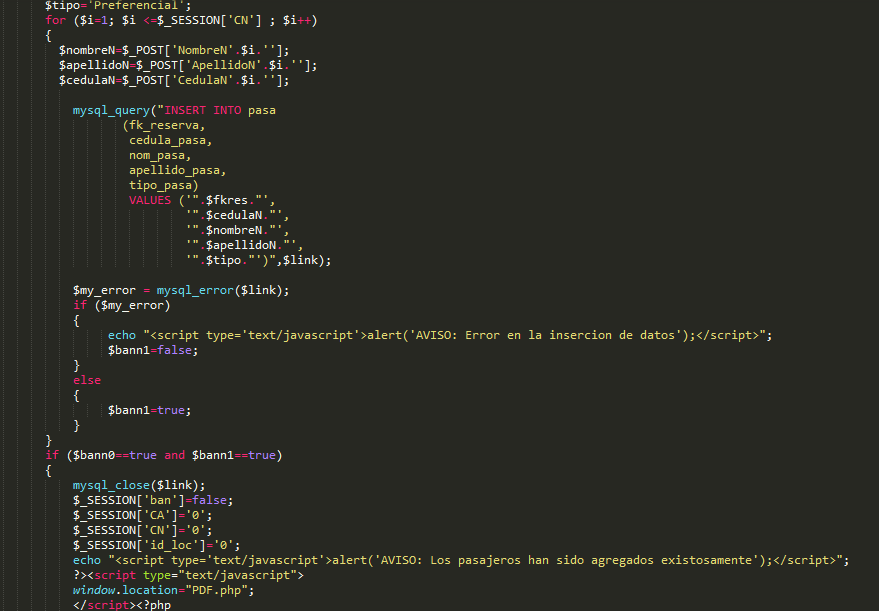 $tipo='Preferencial';
for ($i=1; $i <=$_SESSION['CN'] ; $i++)
{
$nombreN=$_POST['NombreN'.$i.''];
$apellidoN=$_POST['ApellidoN'.$i.''];
$cedulaN=$_POST['CedulaN'.$i.''];
mysql_query("INSERT INTO pasa
(fk_reserva,
cedula_pasa,
nom_pasa,
apellido_pasa,
tipo_pasa)
VALUES ('".$fkres."',
'".$cedulaN."',
'".$nombreN."',
'".$apellidoN."',
'".$tipo."')",$link);
$my_error = mysql_error($link);
if ($my_error)
{
echo "<script type='text/javascript'>alert('AVISO: Error en la insercion de datos');</script>";
$bann1=false;
}
else
{
$bann1=true;
}
}
if ($bann0==true and $bann1==true)
{
mysql_close($link);
$_SESSION['ban']=false;
$_SESSION['CA']='0';
$_SESSION['CN']='0';
$_SESSION['id_loc']='0';
echo "<script type='text/javascript'>alert('AVISO: Los pasajeros han sido agregados existosamente');</script>";
?><script type="text/javascript">
window.location="PDF.php";
</script><?php